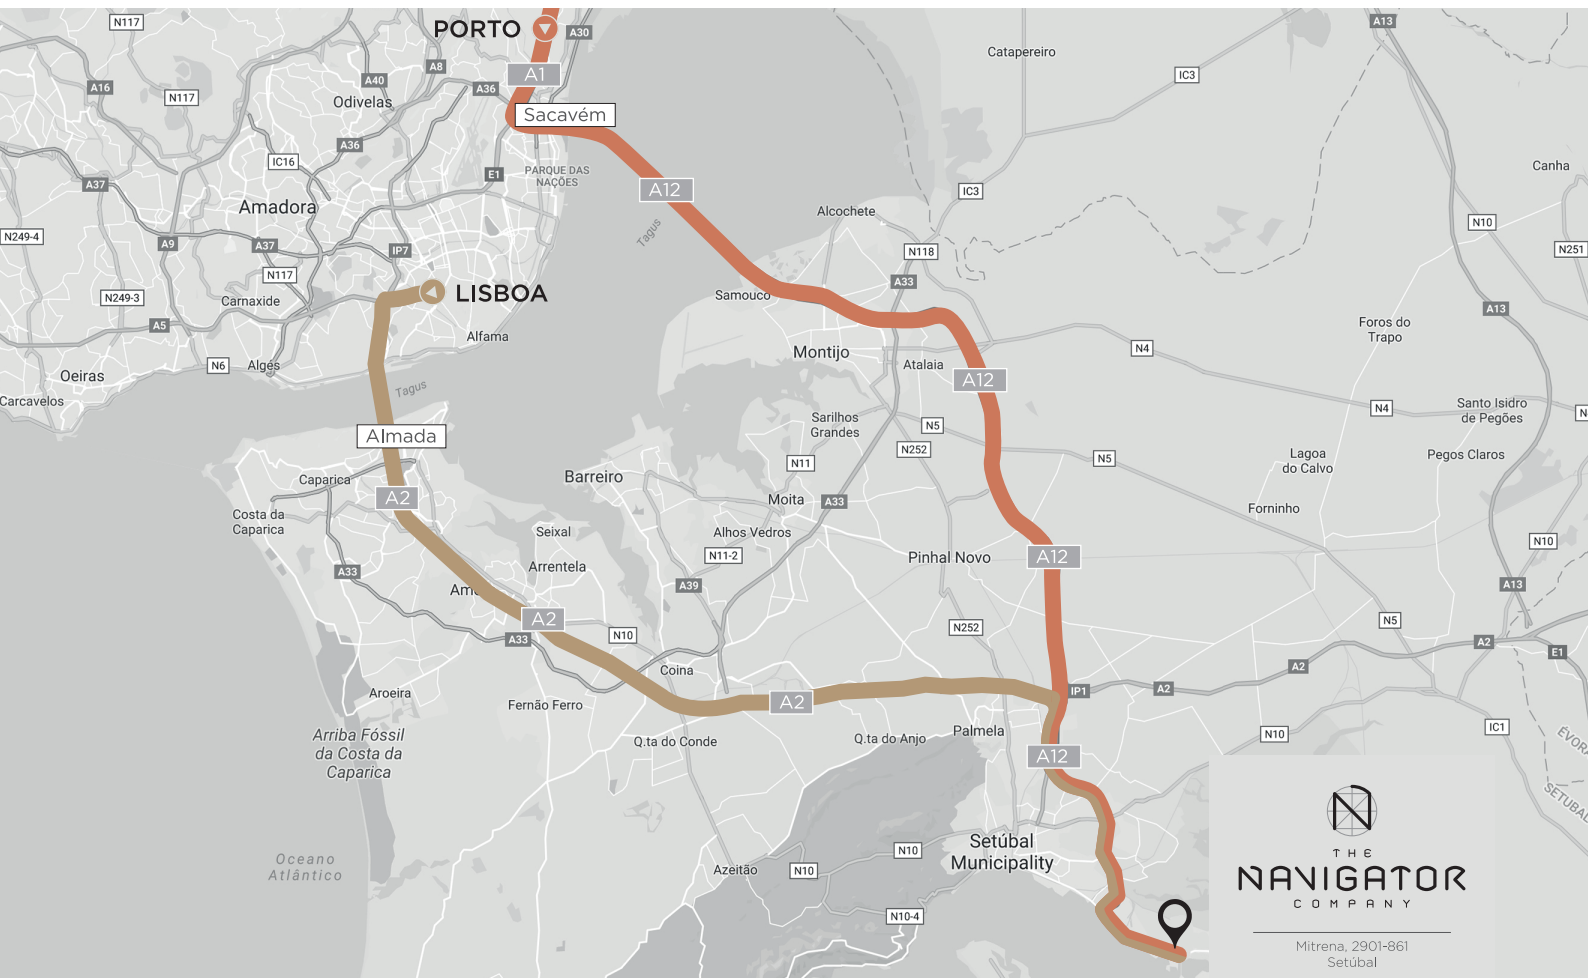 N117
PORTO
A30
A13
Catapereiro
A8
A40
A36
IC3
A16
N117
A1
Odivelas
Sacavém
A36
IC16
E1
PARQUE DAS
NAÇÕES
Canha
A37
A12
IC3
Amadora
Alcochete
N10
N249-4
A9
A37
IP7
Tagus
N118
N251
N117
A33
N249-3
Carnaxide
LISBOA
Samouco
A13
A5
Foros do
Trapo
Alfama
Montijo
N4
N6
Algés
Atalaia
Oeiras
Tagus
A12
Carcavelos
Santo Isidro
de Pegões
N4
Sarilhos
Grandes
N5
Almada
N252
Lagoa
do Calvo
Pegos Claros
N11
N5
Caparica
Barreiro
A2
Moita
A33
Forninho
Costa da
Caparica
Seixal
Alhos Vedros
N10
N11-2
Pinhal Novo
A12
Arrentela
A33
A39
A13
A2
N252
N5
A33
N10
A2
E1
Coina
A2
Aroeira
A2
IP1
A2
Fernão Ferro
Palmela
IC1
Arriba Fóssil
da Costa da
Caparica
Q.ta do Conde
Q.ta do Anjo
N10
ÉVORA
A12
SETÚBAL
Oceano
Atlântico
Setúbal
Municipality
N10
Azeitão
N10
N10-4
THE
NAVIGATOR
COMPANY
Mitrena, 2901-861
Setúbal